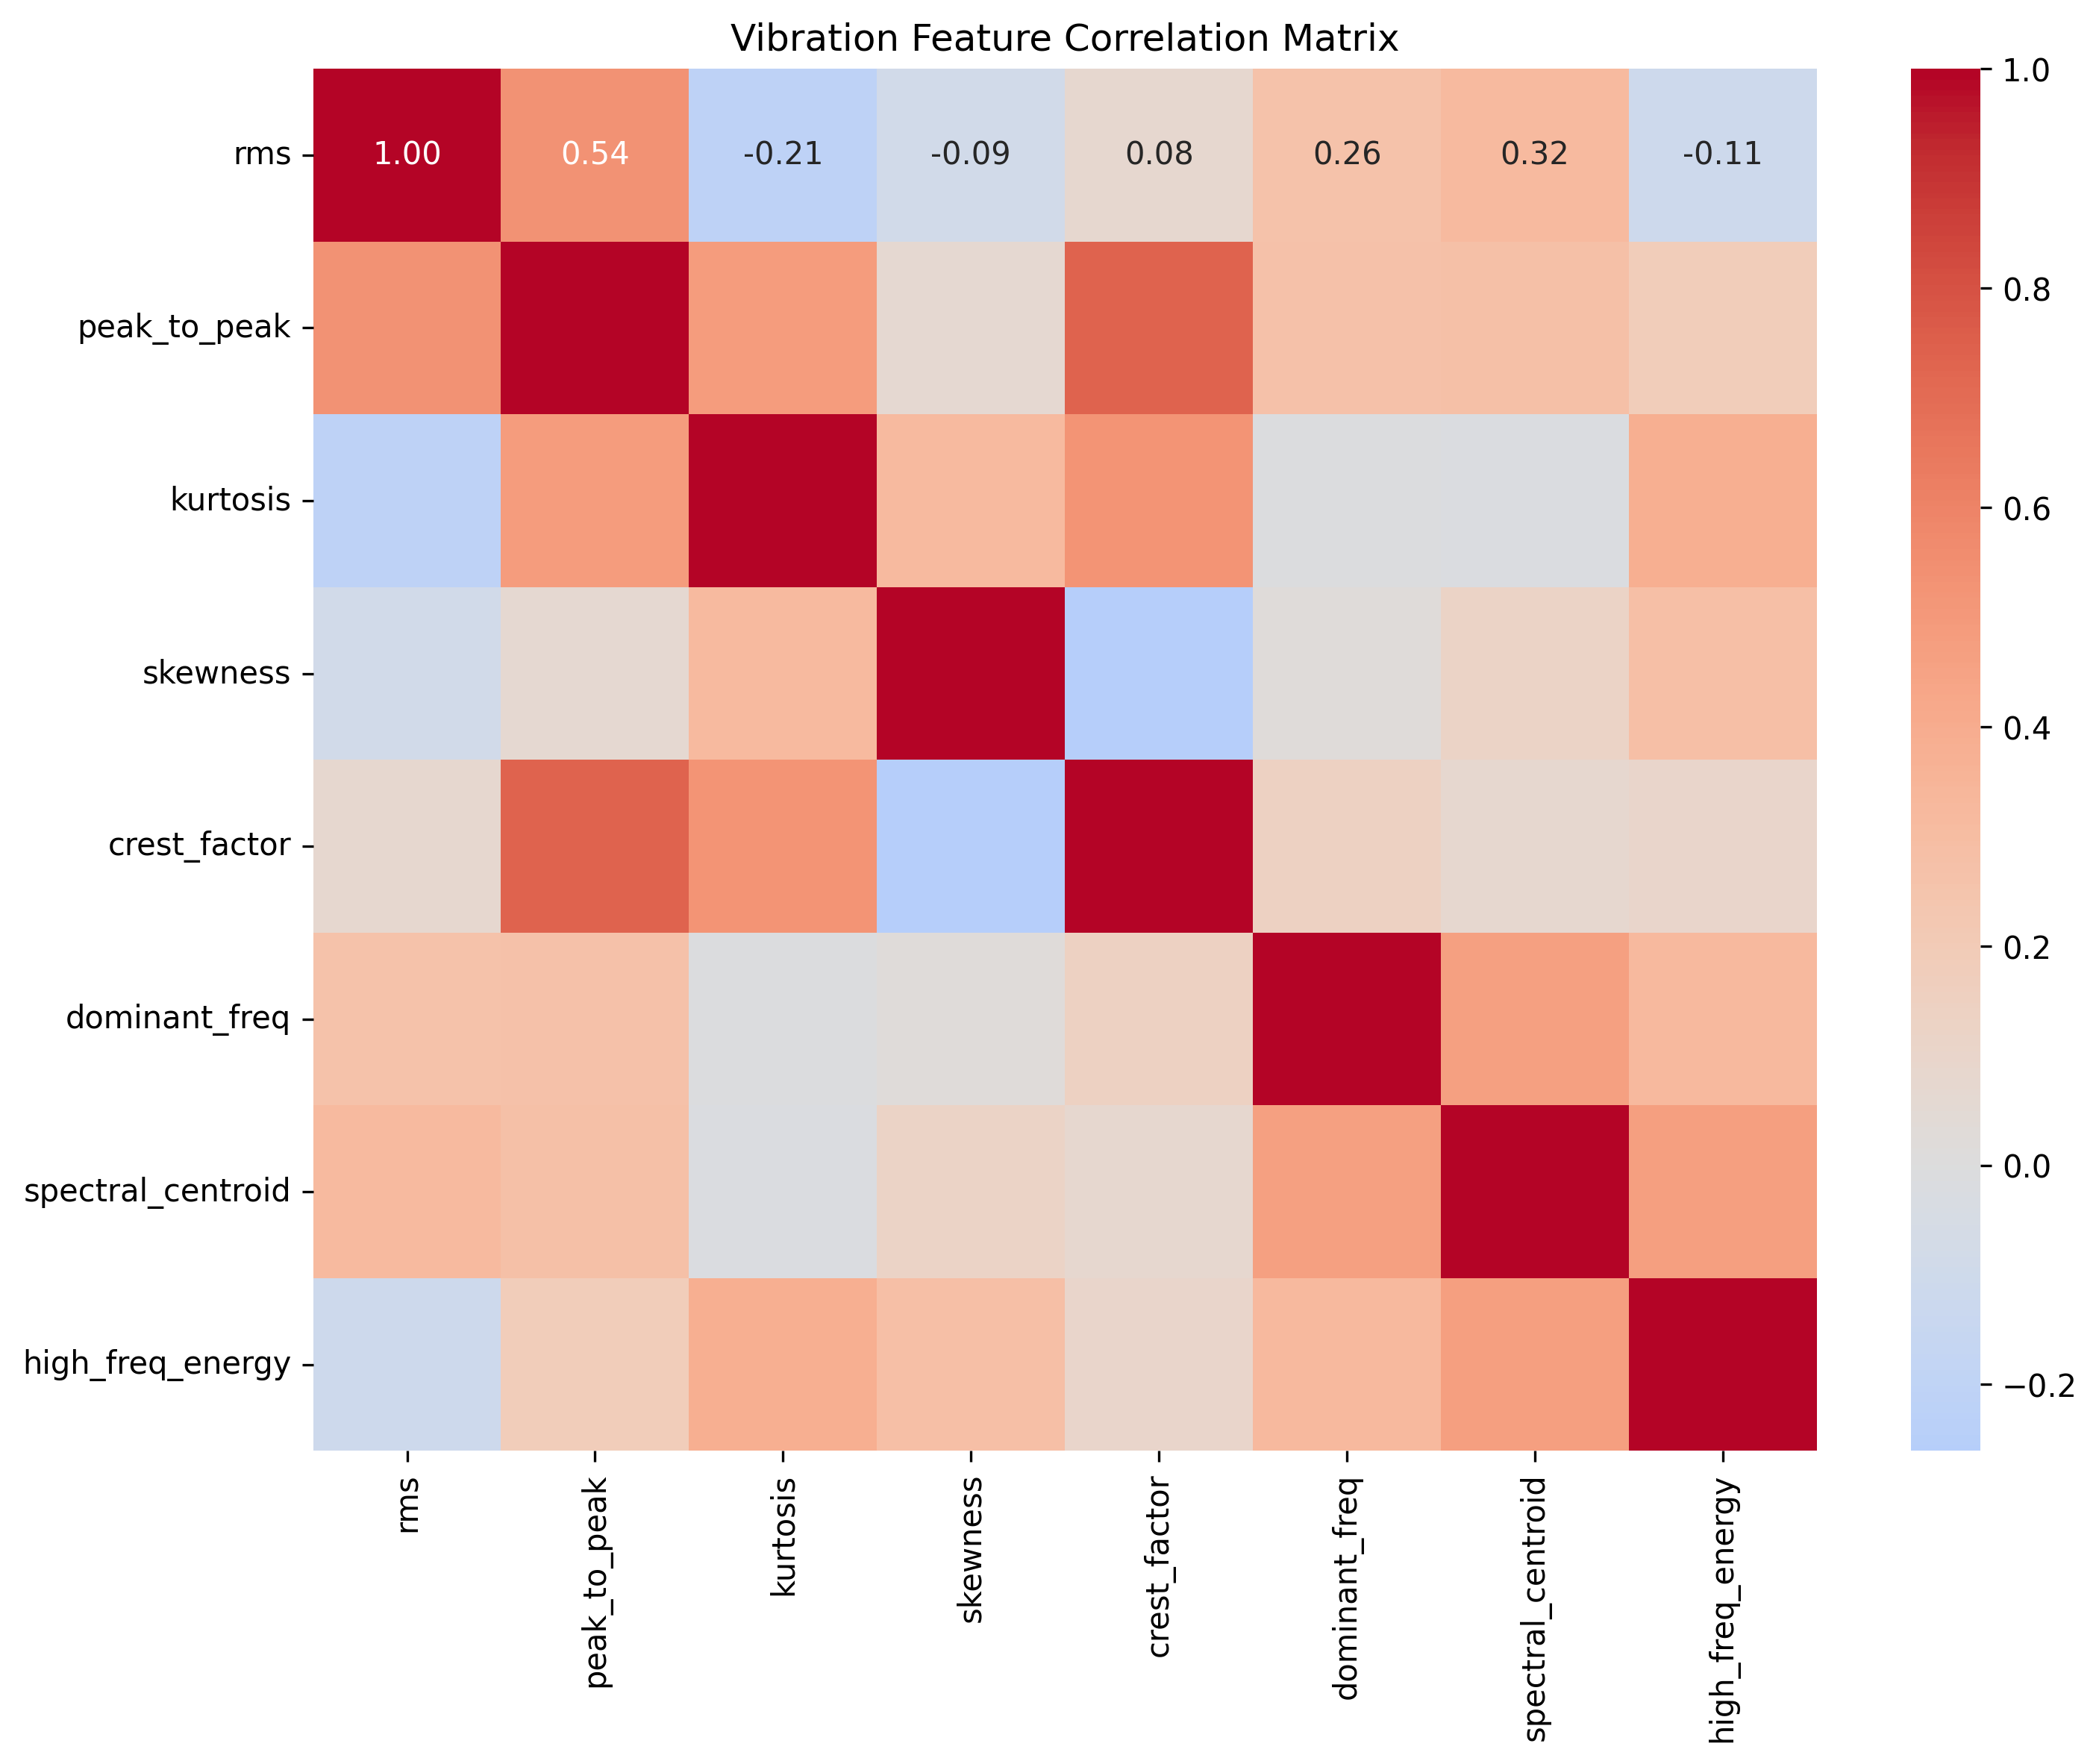 Vibration Feature Correlation Matrix
rms
1.00 0.54 -0.21 -0.09 0.08 0.26 0.32 -0.11
peak_to_peak
kurtosis
skewness
crest_factor
dominant_freq
spectral_centroid
high_freq_energy
rms
peak_to_peak
kurtosis
skewness
crest_factor
dominant_freq
spectral_centroid
high_freq_energy
1.0
0.8
0.6
0.4
0.2
0.0
−0.2